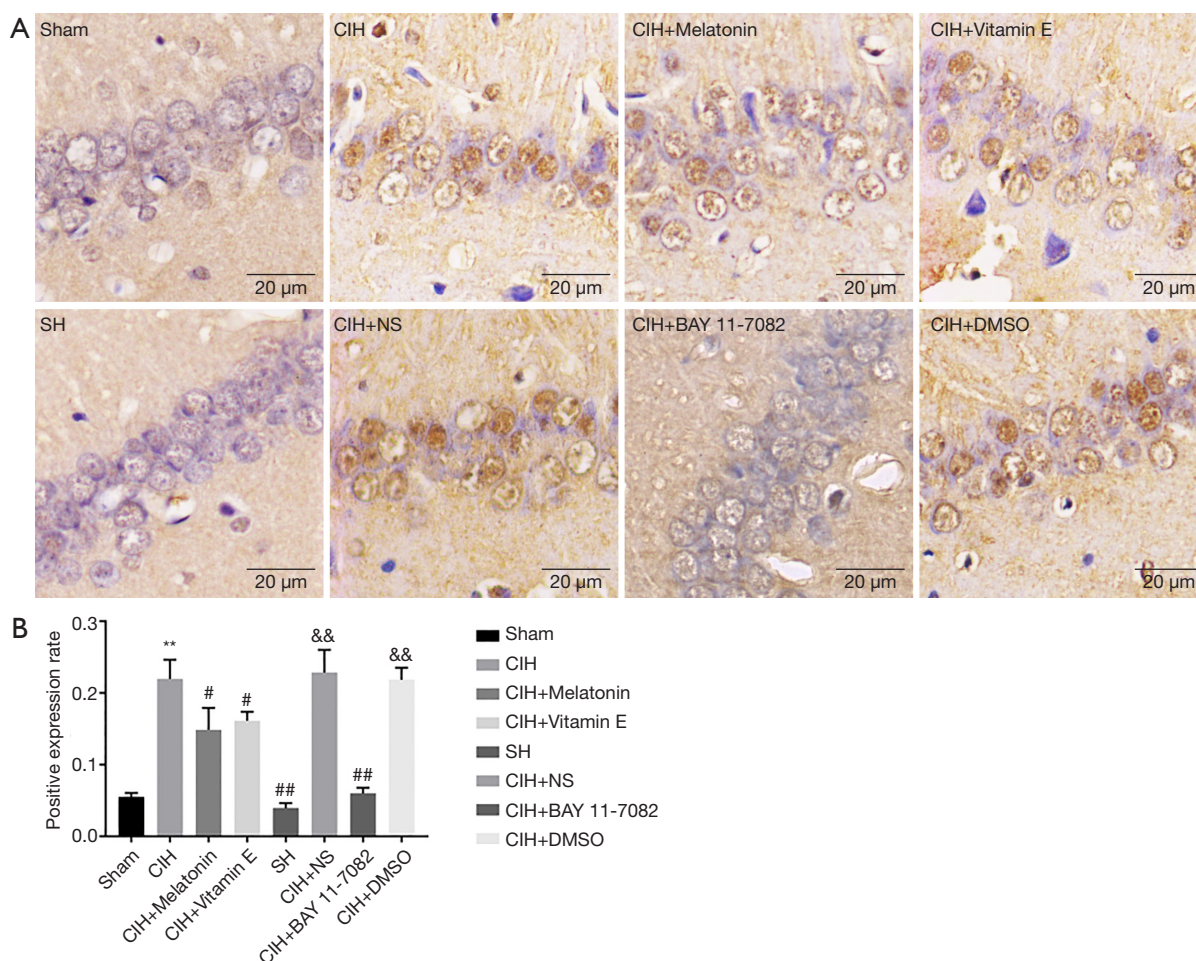 A
Sham
CIH
CIH+Melatonin
CIH+Vitamin E
20 µm
20 µm
20 µm
20 µm
SH
CIH+NS
CIH+BAY 11-7082
CIH+DMSO
20 µm
20 µm
20 µm
20 µm
B
Positive expression rate
0.3
0.2
0.1
0.0
**
#
#
##
&&
##
&&
Sham
CIH
CIH+Melatonin
CIH+Vitamin E
SH
CIH+NS
CIH+BAY 11-7082
CIH+DMSO
Sham
CIH
CIH+Melatonin
CIH+Vitamin E
SH
CIH+NS
CIH+BAY 11-7082
CIH+DMSO